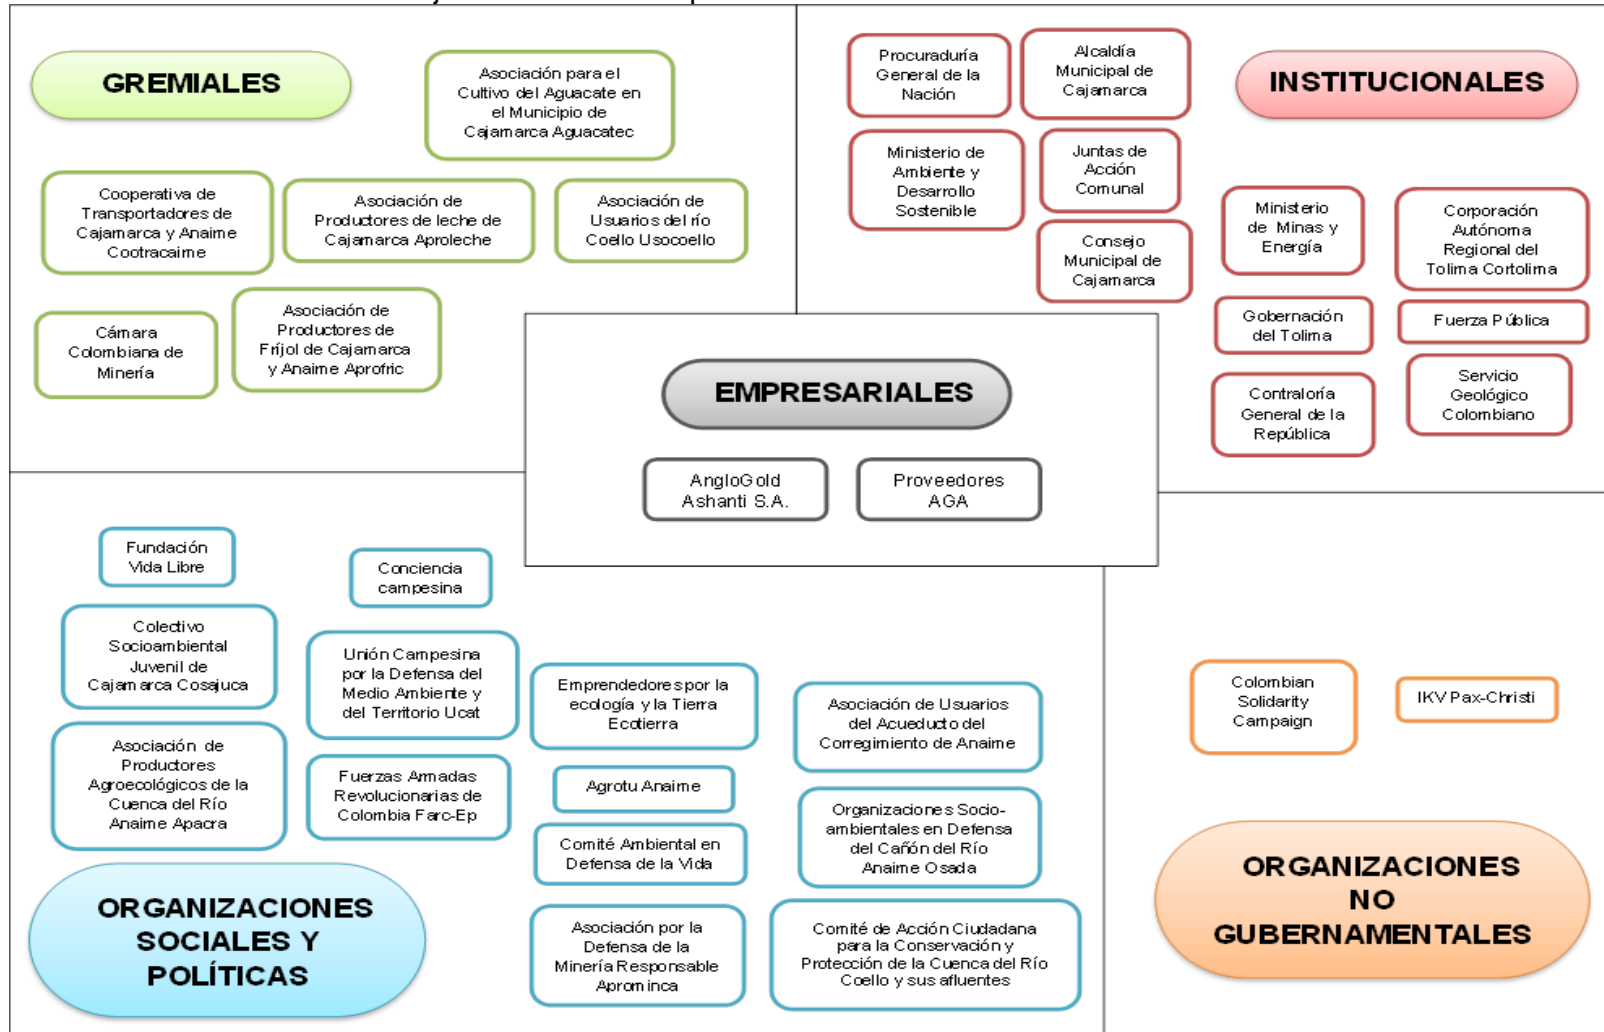 GREMIALES
Asociación para el
Cultivo del Aguacate en
el Municipio de
Cajamarca Aguacatec
Cooperativa de
Transportadores de
Cajamarca y Anaime
Cootracaime
Asociación de
Productores de leche de
Cajamarca Aproleche
Asociación de
Usuarios del río
Coello Usocoello
Cámara
Colombiana de
Minería
Asociación de
Productores de
Fríjol de Cajamarca
y Anaime Aprofric
INSTITUCIONALES
Procuraduría
General de la
Nación
Alcaldía
Municipal de
Cajamarca
Ministerio de
Ambiente y
Desarrollo
Sostenible
Juntas de
Acción
Comunal
Consejo
Municipal de
Cajamarca
Ministerio
de Minas y
Energía
Corporación
Autónoma
Regional del
Tolima Cortolima
Gobernación
del Tolima
Fuerza Pública
Contraloría
General de la
República
Servicio
Geológico
Colombiano
EMPRESARIALES
AngloGold
Ashanti S.A.
Proveedores
AGA
Fundación
Vida Libre
Conciencia
campesina
Colectivo
Socioambiental
Juvenil de
Cajamarca Cosajuca
Unión Campesina
por la Defensa del
Medio Ambiente y
del Territorio Ucat
Emprendedores por la
ecología y la Tierra
Ecotierra
Asociación de Usuarios
del Acueducto del
Corregimiento de Anaime
Asociación de
Productores
Agroecológicos de la
Cuenca del Río
Anaime Apacra
Fuerzas Armadas
Revolucionarias de
Colombia Farc-Ep
Agrotu Anaime
Organizaciones Socio-
ambientales en Defensa
del Cañón del Río
Anaime Osada
Comité Ambiental en
Defensa de la Vida
Asociación por la
Defensa de la
Minería Responsable
Aprominca
Comité de Acción Ciudadana
para la Conservación y
Protección de la Cuenca del Río
Coello y sus afluentes
ORGANIZACIONES
SOCIALES Y
POLÍTICAS
Colombian
Solidarity
Campaign
IKV Pax-Christi
ORGANIZACIONES
NO
GUBERNAMENTALES